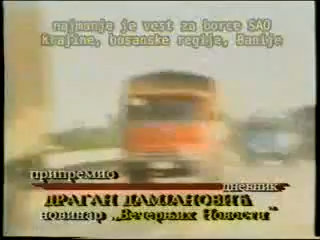 najmanje je vest za borce SAO
Krajine, bosanske regije, Banije
припремио
дневник
ДРАГАН ДАМЈАНОВИЋ
новинар „Вечерњих Новости"